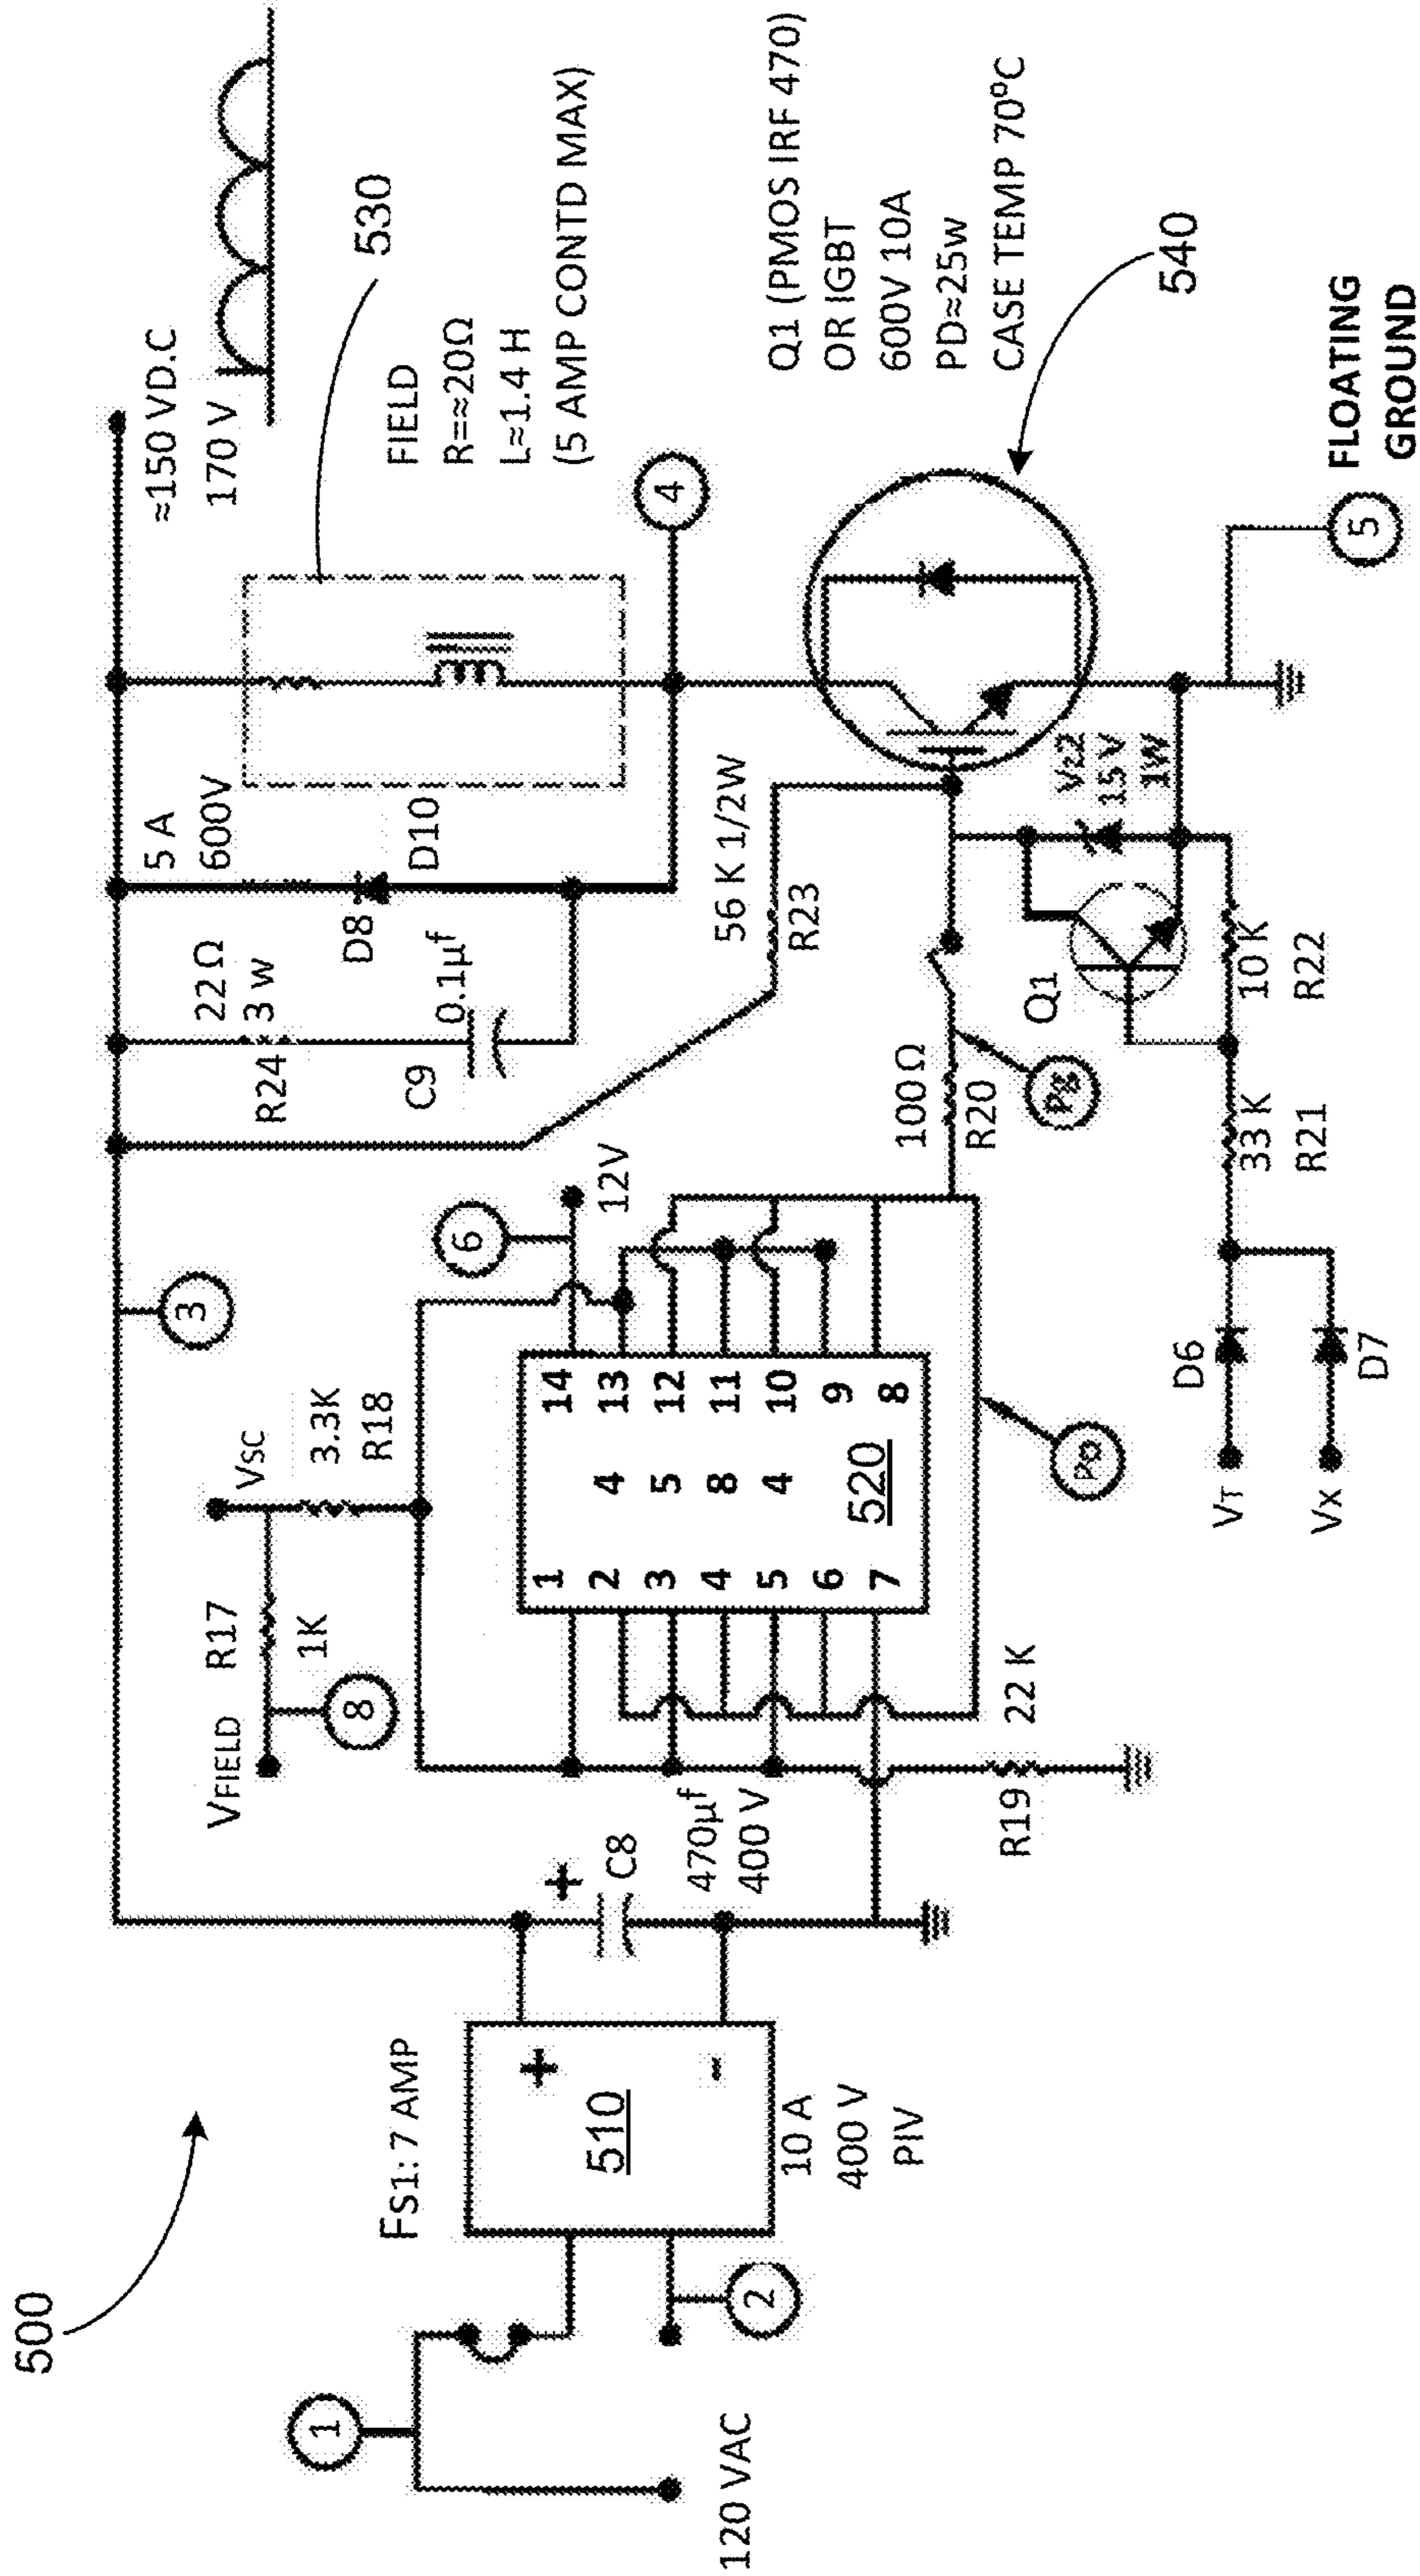 500
1
120 VAC
2
FS1: 7 AMP
+
-
510
10 A
400 V
PIV
+
C8
470µf
400 V
VFIELD
8
R17
1K
VSC
3.3K
R18
3
1
2
3
4
5
6
7
14
13
12
11
10
9
8
4
5
8
4
520
R19
22 K
6
12V
Po
VT
VX
D6
D7
33 K
R21
10 K
R22
Q1
Pg
100 Ω
R20
56 K 1/2W
R23
VZ2
15 V
1W
R24
22 Ω
3 W
C9
0.1µf
D8
D10
5 A
600V
≈150 VD.C
170 V
530
FIELD
R=≈20Ω
L≈1.4 H
(5 AMP CONTD MAX)
4
Q1 (PMOS IRF 470)
OR IGBT
600V 10A
PD≈25w
CASE TEMP 70⁰C
540
5
FLOATING
GROUND